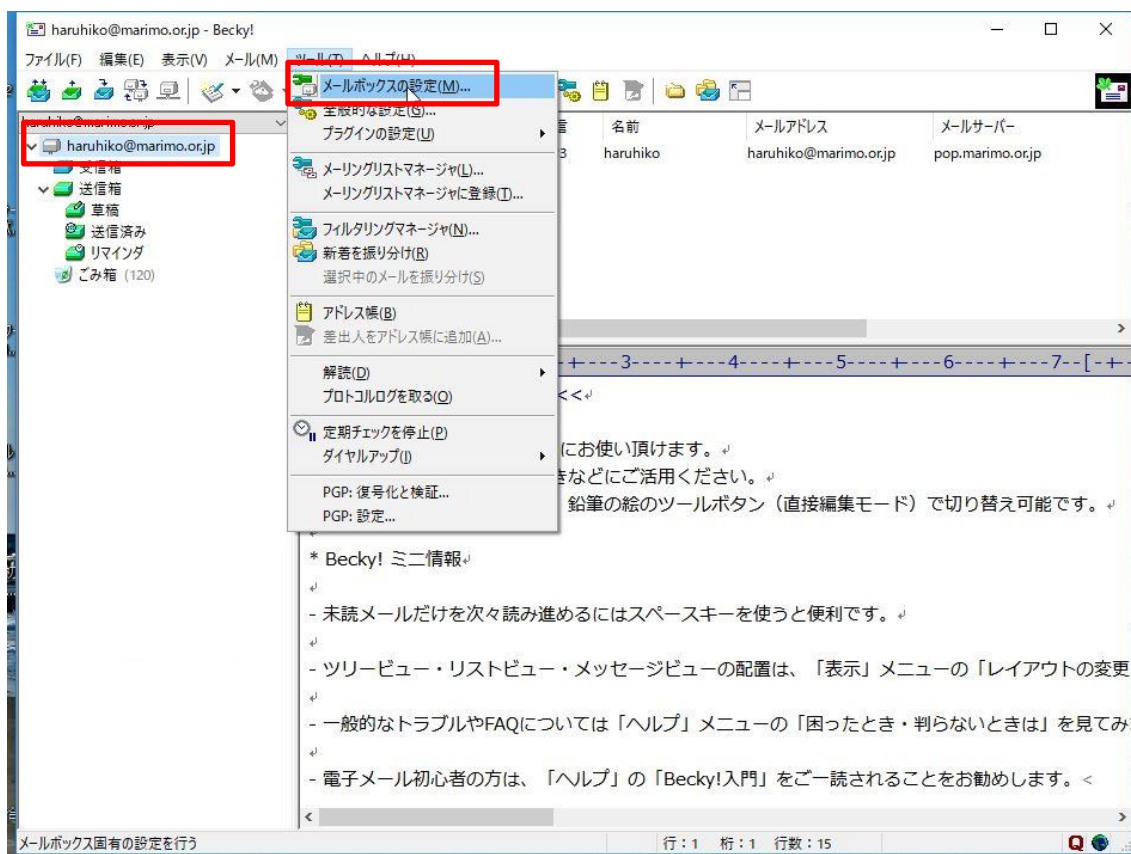 haruhiko@marimo.or.jp - Becky!
ファイル(F) 編集(E) 表示(V) メール(M) ツール(T) ヘルプ(H)
メールボックスの設定(M)...
全般的な設定(G)...
プラグインの設定(U)
メーリングリストマネージャ(L)...
メーリングリストマネージャに登録(T)...
フィルタリングマネージャ(N)...
新着を振り分け(R)
選択中のメールを振り分け(S)
アドレス帳(B)
差出人をアドレス帳に追加(A)...
解読(D)
プロトコルログを取る(O)
定期チェックを停止(P)
ダイヤルアップ(I)
PGP: 復号化と検証...
PGP: 設定...
haruhiko@marimo.or.jp
haruhiko@marimo.or.jp
受信箱
送信箱
草稿
送信済み
リマインダ
ごみ箱 (120)
名前 メールアドレス メールサーバー
3 haruhiko haruhiko@marimo.or.jp pop.marimo.or.jp
-+----3----+----4----+----5----+----6----+----7--[-+-
<<
にお使い頂けます。
きなどにご活用ください。
鉛筆の絵のツールボタン（直接編集モード）で切り替え可能です。
* Becky! ミニ情報
- 未読メールだけを次々読み進めるにはスペースキーを使うと便利です。
- ツリービュー・リストビュー・メッセージビューの配置は、「表示」メニューの「レイアウトの変更
- 一般的なトラブルやFAQについては「ヘルプ」メニューの「困ったとき・判らないときは」を見てみ
- 電子メール初心者の方は、「ヘルプ」の「Becky!入門」をご一読されることをお勧めします。<
メールボックス固有の設定を行う 行：1 桁：1 行数：15